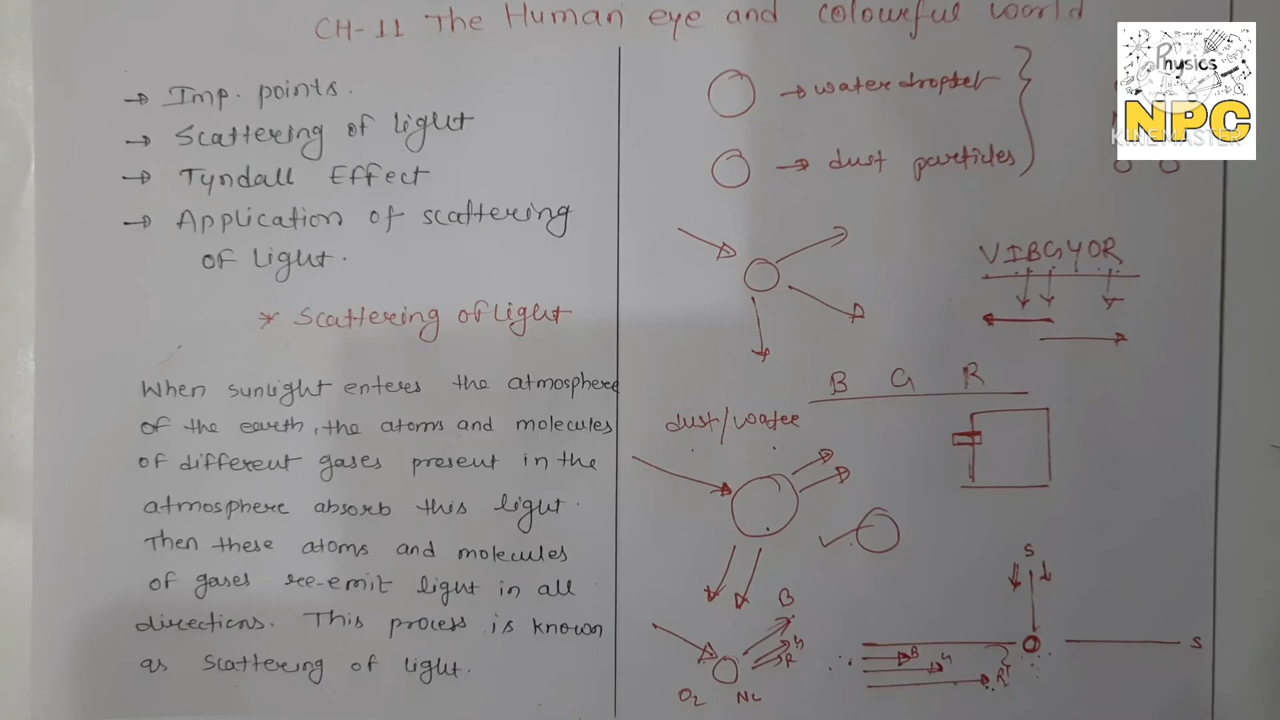 CH-11 The Human eye and colourful world
→ Imp. points.
→ Scattering of light
→ Tyndall Effect
→ Application of scattering
of light.
* Scattering of light
When sunlight enteres the atmosphere
of the earth, the atoms and molecules
of different gases present in the
atmosphere absorb this light.
Then these atoms and molecules
of gases re-emit light in all
directions. This process is known
as scattering of light.
→ water droplet
→ dust particles
VIBGYOR
B G R
dust/water
B
G
R
O2
S
B
G
R
S
Physics
NPC
KINEMASTER